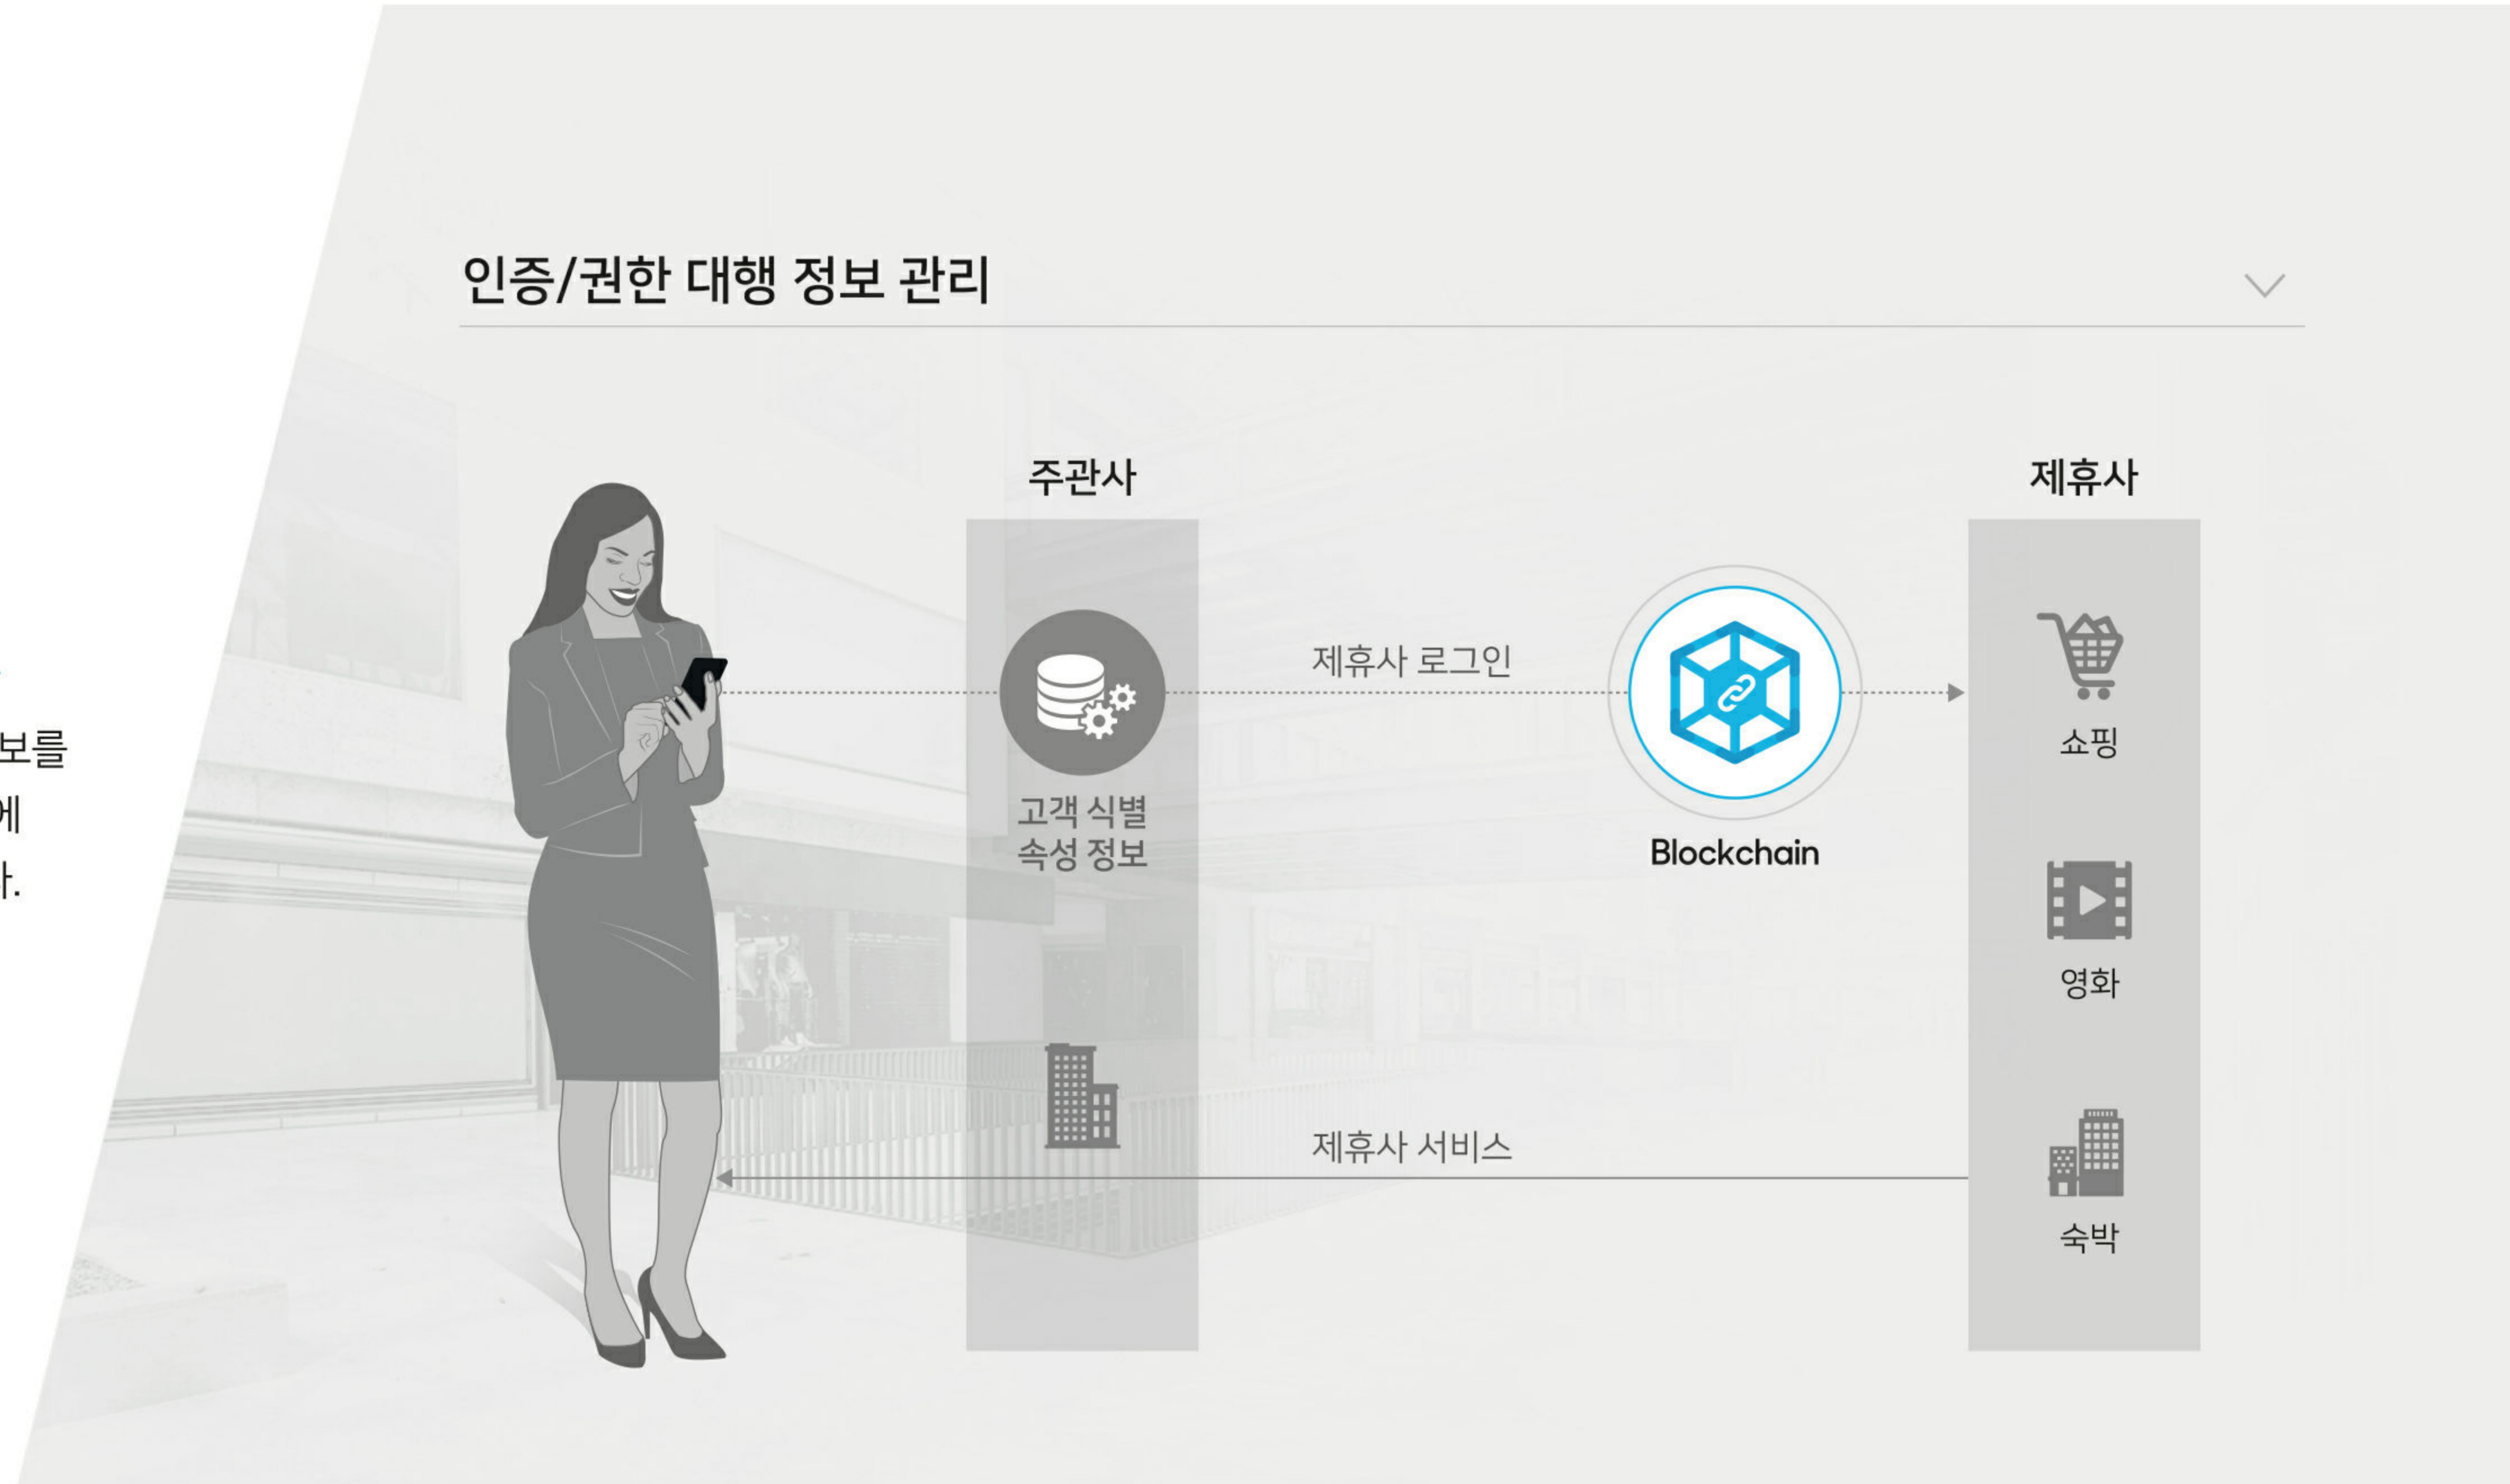 보를
에
인증/권한 대행 정보 관리
주관사
제휴사
제휴사 로그인
고객 식별
속성 정보
Blockchain
쇼핑
영화
제휴사 서비스
숙박